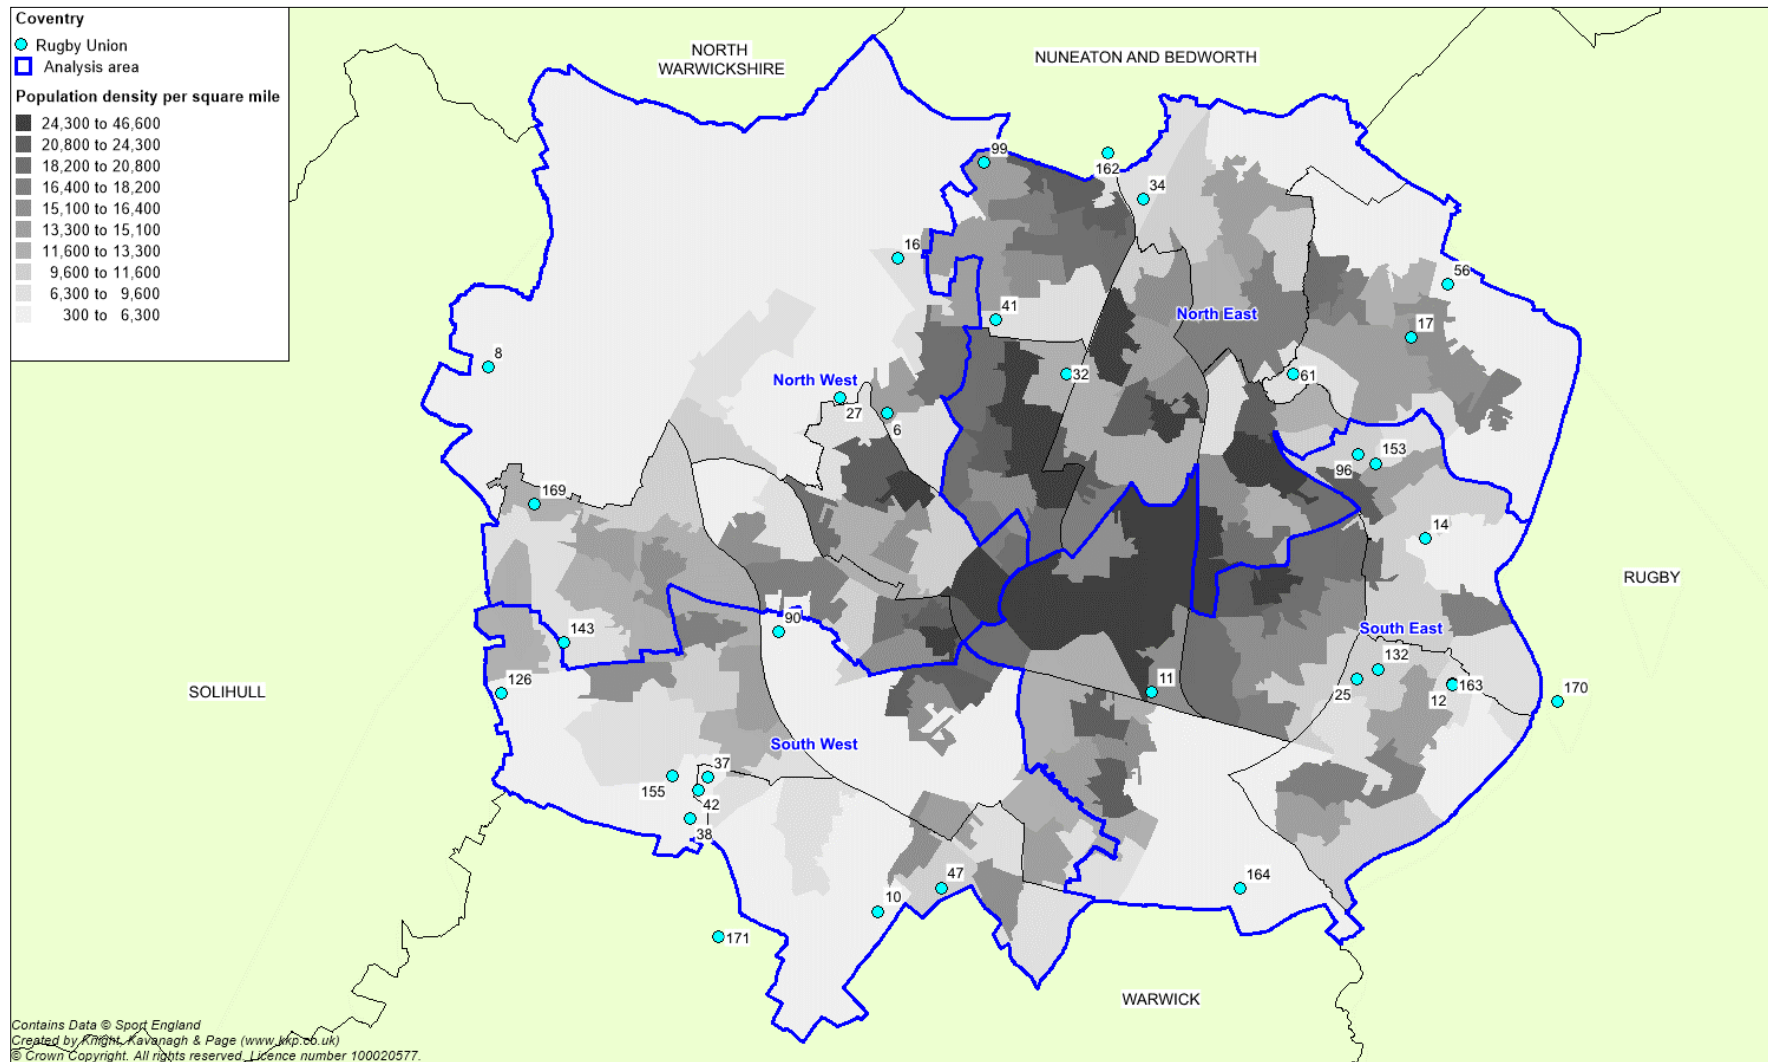 Coventry
Rugby Union
Analysis area
Population density per square mile
24,300 to 46,600
20,800 to 24,300
18,200 to 20,800
16,400 to 18,200
15,100 to 16,400
13,300 to 15,100
11,600 to 13,300
9,600 to 11,600
6,300 to 9,600
300 to 6,300
NORTH
WARWICKSHIRE
NUNEATON AND BEDWORTH
99
162
34
16
56
41
North East
17
8
32
61
North West
27
6
153
96
169
14
RUGBY
90
143
South East
132
SOLIHULL
126
11
25
163
12
170
South West
37
155
42
38
47
164
10
171
WARWICK
Contains Data © Sport England
Created by Knight, Kavanagh & Page (www.kkp.co.uk)
© Crown Copyright. All rights reserved. Licence number 100020577.